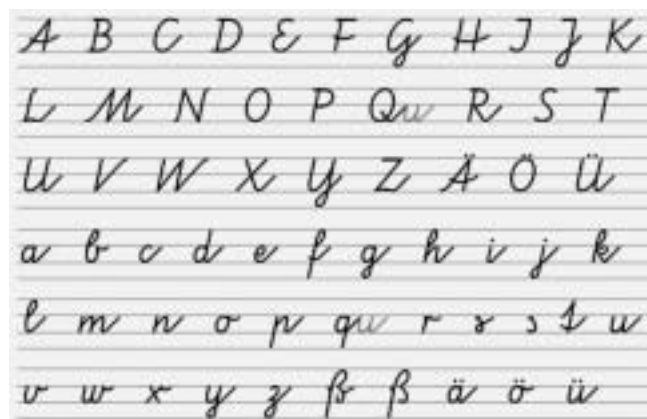 A B C D E F G H I J K
L M N O P Qu R S T
U V W X Y Z Ä Ö Ü
a b c d e f g h i j k
l m n o p qu r s s t u
v w x y z ß ß ä ö ü